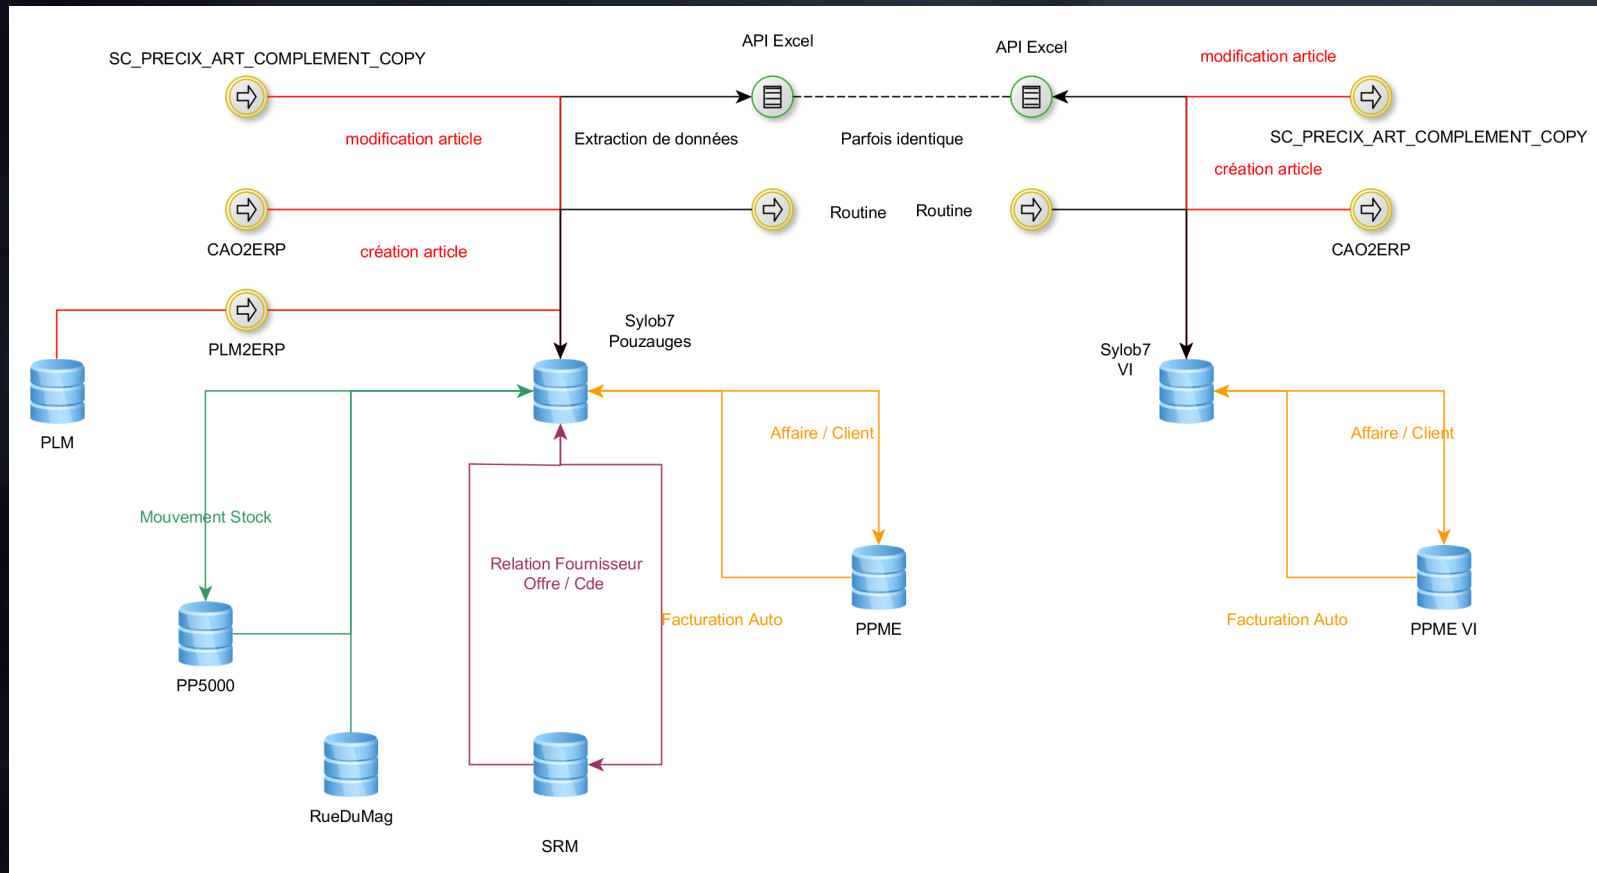 API Excel
API Excel
SC_PRECIX_ART_COMPLEMENT_COPY
modification article
modification article
Extraction de données
Parfois identique
SC_PRECIX_ART_COMPLEMENT_COPY
création article
Routine
Routine
CAO2ERP
création article
CAO2ERP
Sylob7
Pouzauges
PLM2ERP
Sylob7
VI
PLM
Affaire / Client
Affaire / Client
Mouvement Stock
Relation Fournisseur
Offre / Cde
Facturation Auto
PPME
Facturation Auto
PPME VI
PP5000
RueDuMag
SRM